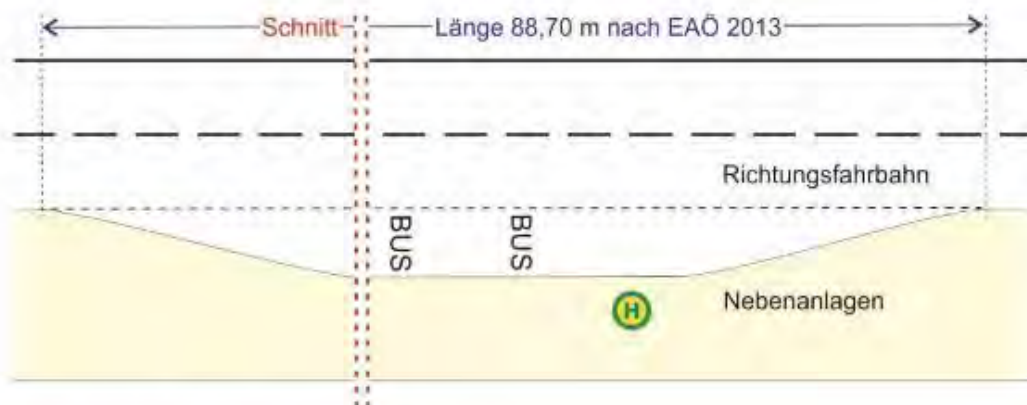 Schnitt
Länge 88,70 m nach EAÖ 2013
Richtungsfahrbahn
BUS
BUS
H
Nebenanlagen